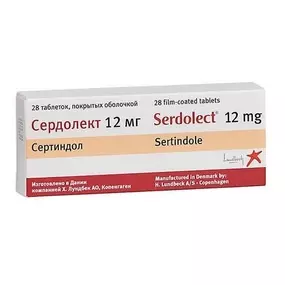 28 таблеток, покрытых оболочкой
28 film-coated tablets
Сердолект 12 мг
Serdolect® 12 mg
Сертиндол
Sertindole
Lundbeck
Изготовлено в Дании
компанией Х. Лундбек АО, Копенгаген
Manufactured in Denmark by:
H. Lundbeck A/S - Copenhagen